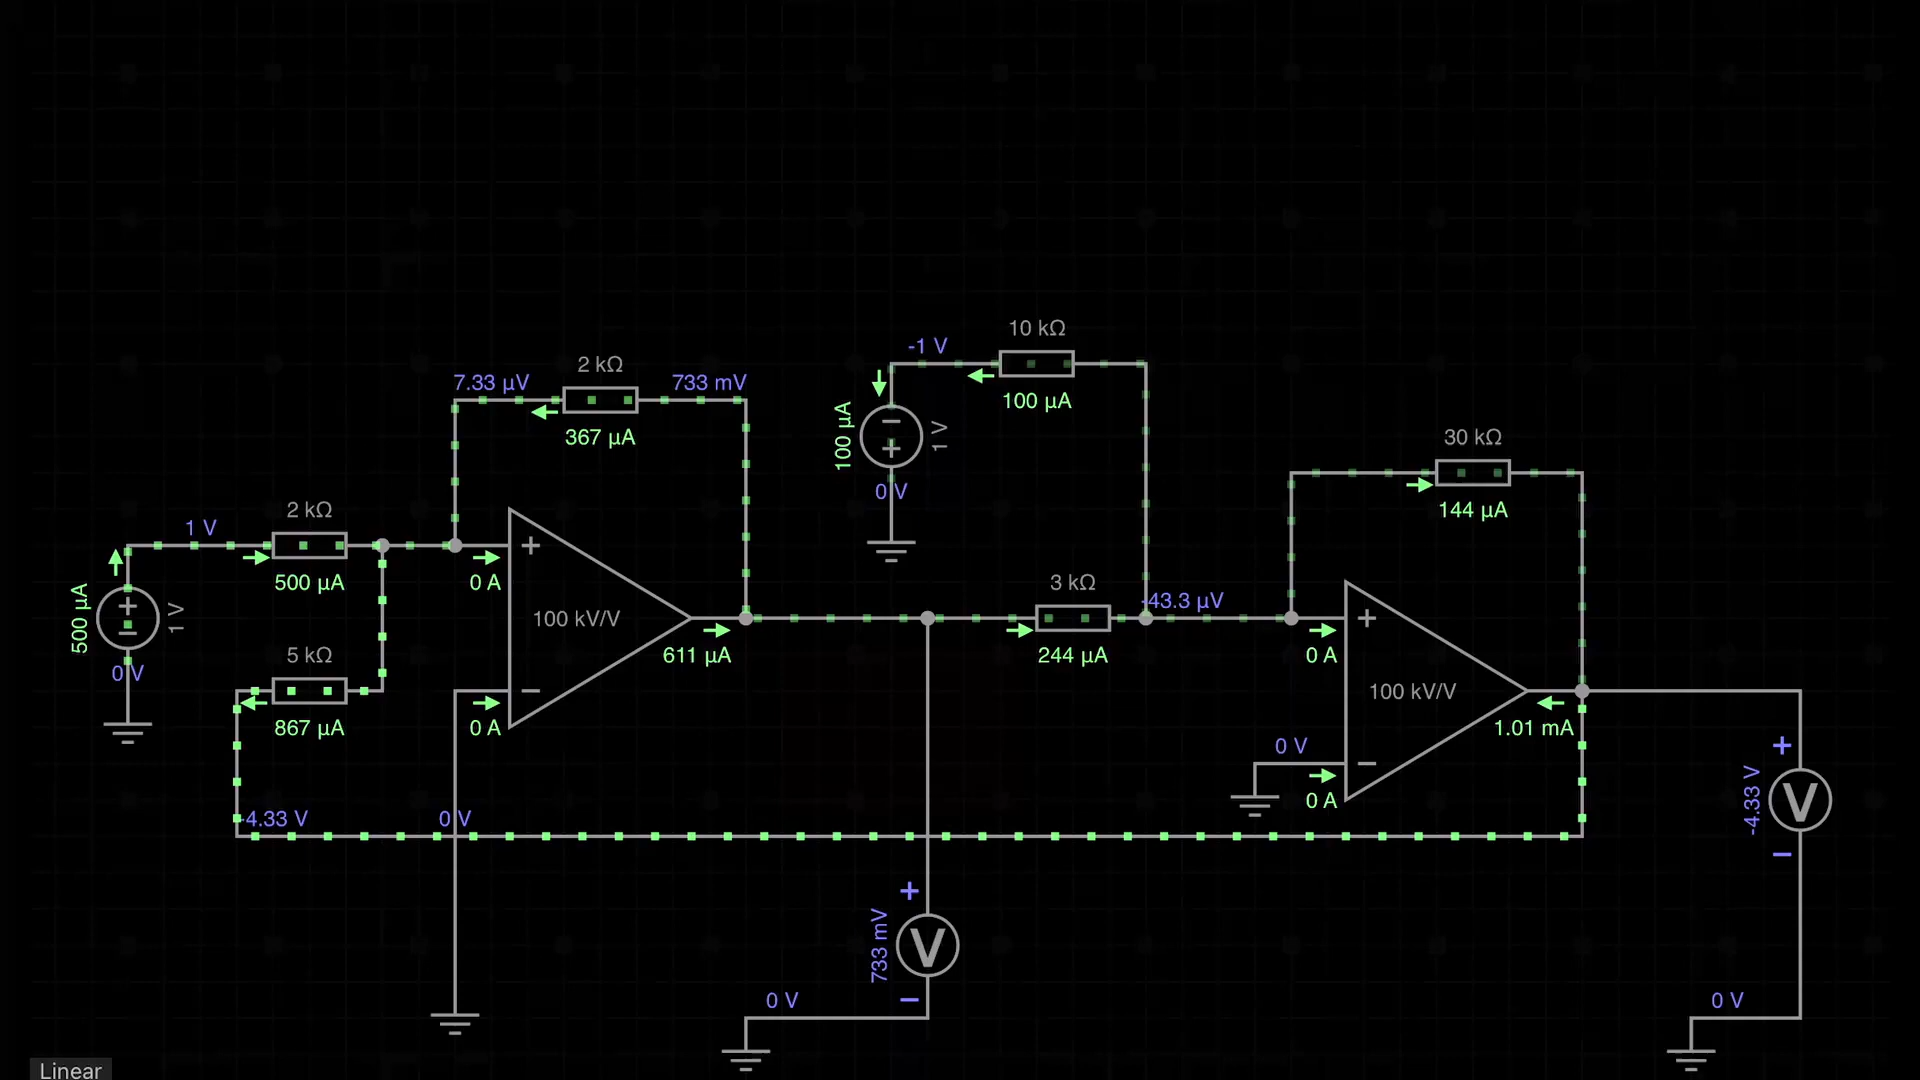 10 kΩ
-1 V
100 µA
100 µA
1 V
0 V
2 kΩ
7.33 µV
733 mV
367 µA
30 kΩ
144 µA
2 kΩ
1 V
500 µA
500 µA
1 V
0 V
+
−
0 A
100 kV/V
0 A
611 µA
5 kΩ
867 µA
3 kΩ
244 µA
-43.3 µV
+
−
0 A
100 kV/V
0 V
0 A
1.01 mA
-4.33 V
0 V
+
V
-4.33 V
−
+
V
733 mV
−
0 V
0 V
Linear